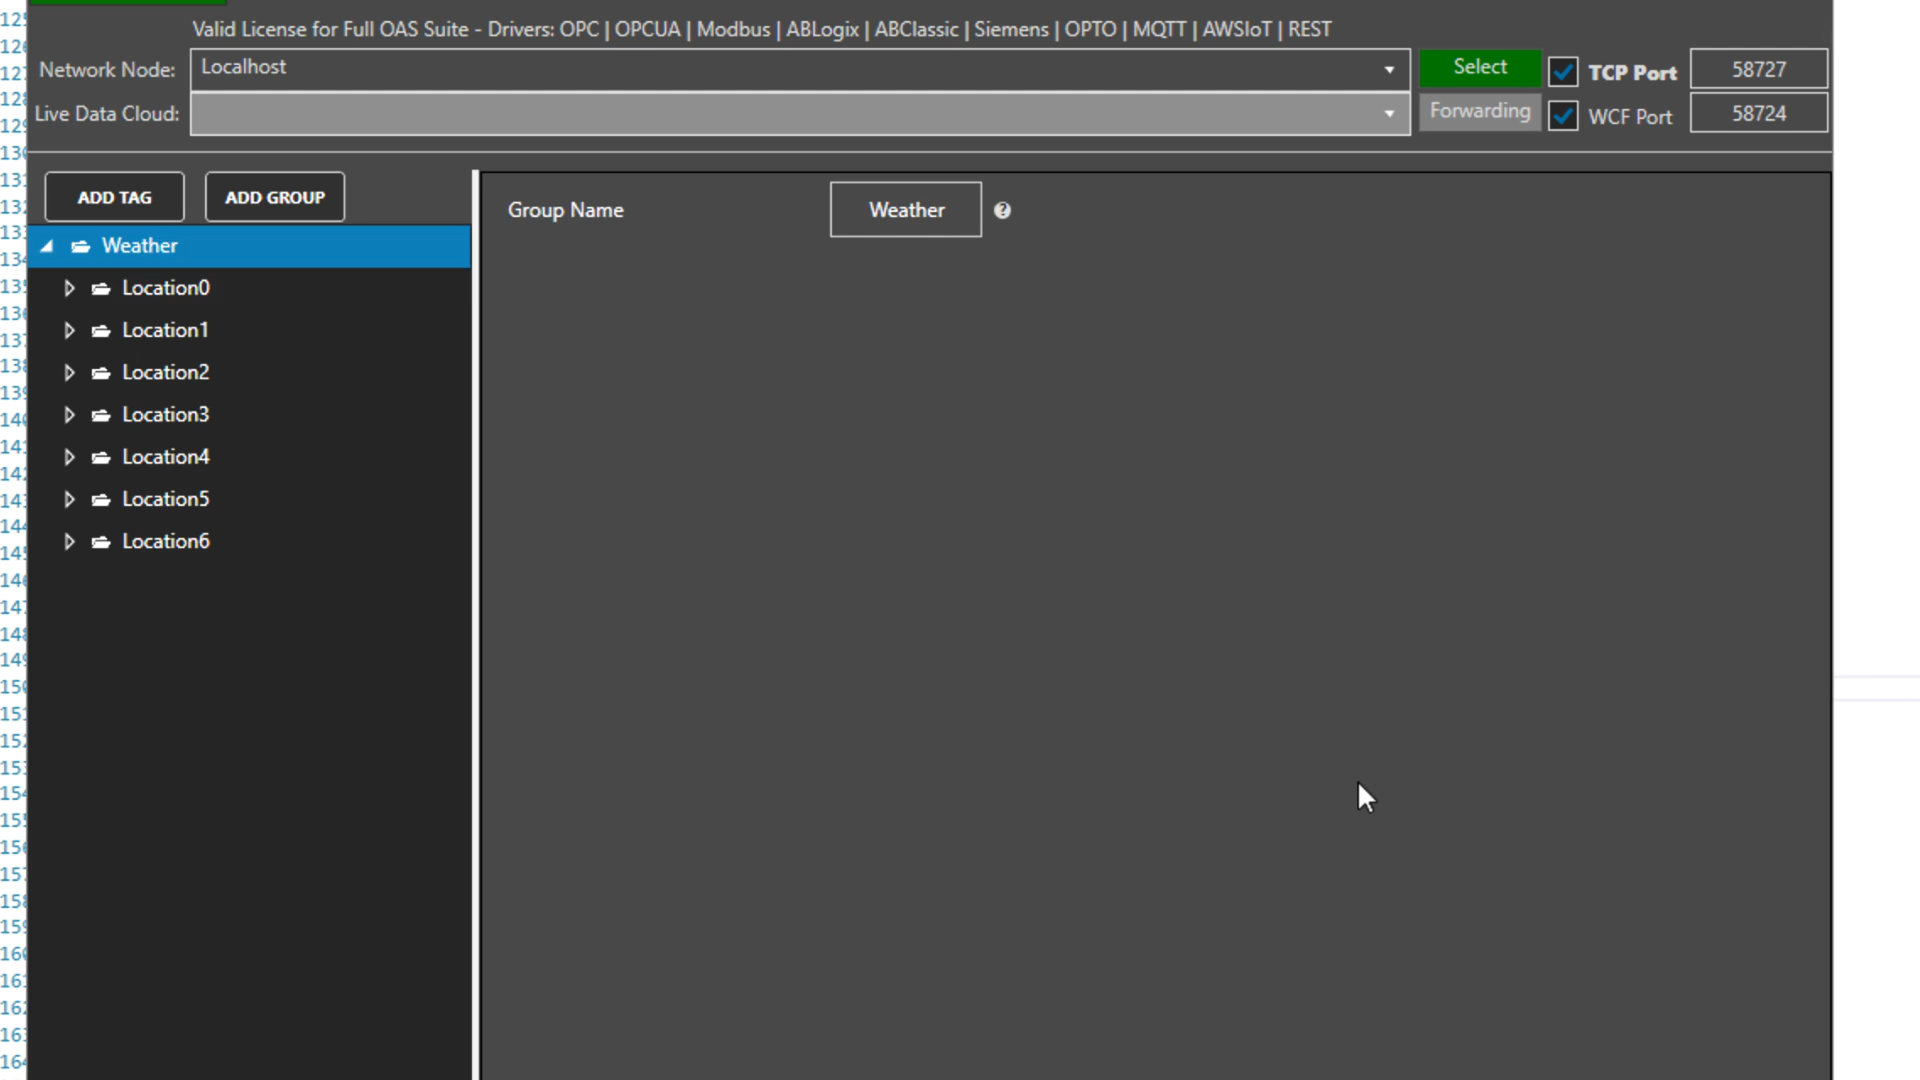 Valid License for Full OAS Suite - Drivers: OPC | OPCUA | Modbus | ABLogix | ABClassic | Siemens | OPTO | MQTT | AWSIoT | REST
Network Node: Localhost Select TCP Port 58727
Live Data Cloud: Forwarding WCF Port 58724
ADD TAG ADD GROUP
Group Name Weather
Weather
Location0
Location1
Location2
Location3
Location4
Location5
Location6